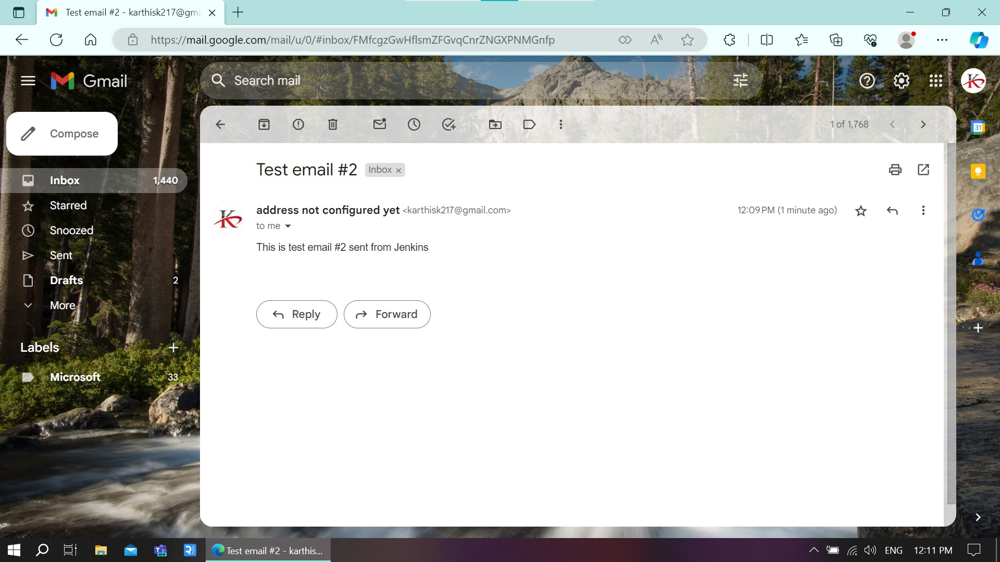 Test email #2 - karthisk217@gma
https://mail.google.com/mail/u/0/#inbox/FMfcgzGwHflsmZFGvqCnrZNGXPNMGnfp
Gmail
Search mail
Compose
1 of 1,768
31
Inbox 1,440
Starred
Snoozed
Sent
Drafts 2
More
Labels
Microsoft 33
Test email #2 Inbox
address not configured yet <karthisk217@gmail.com> 12:09 PM (1 minute ago)
to me
This is test email #2 sent from Jenkins
Reply
Forward
Test email #2 - karthis...
ENG
12:11 PM